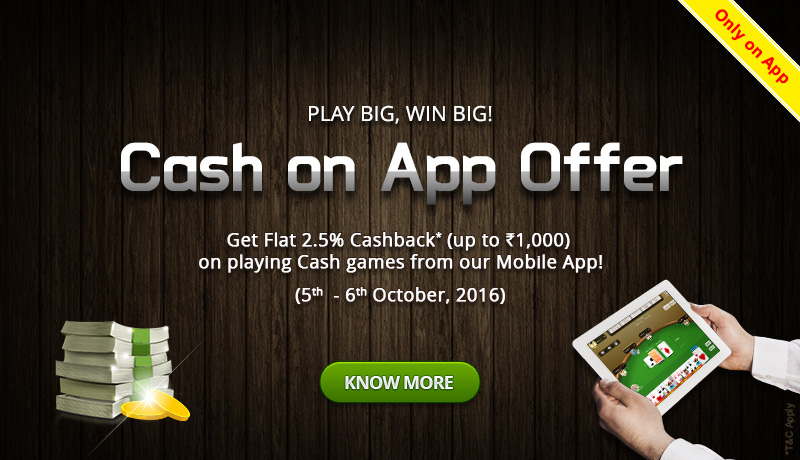 Only on App
PLAY BIG, WIN BIG!
Cash on App Offer
Get Flat 2.5% Cashback* (up to ₹1,000)
on playing Cash games from our Mobile App!
(5th - 6th October, 2016)
KNOW MORE
*T&C Apply